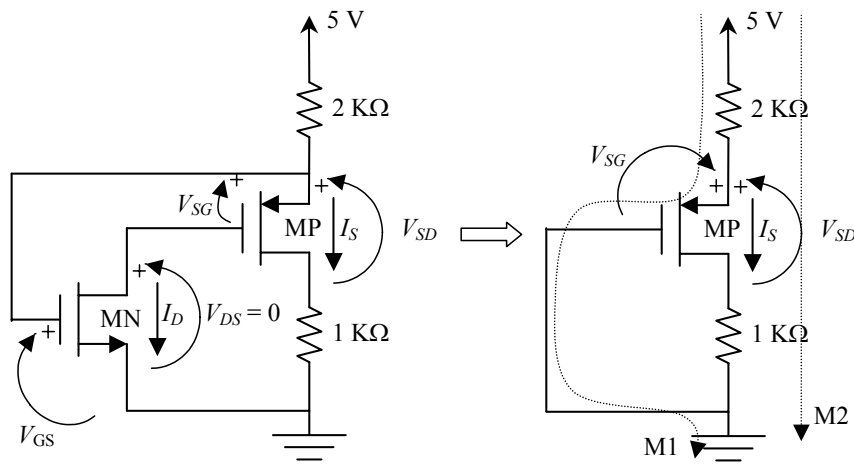 5 V
2 KΩ
+
+
V_SG
MP
I_S
V_SD
+
MN
I_D
V_DS = 0
+
1 KΩ
V_GS
5 V
2 KΩ
V_SG
+ +
MP
I_S
V_SD
1 KΩ
M1
M2